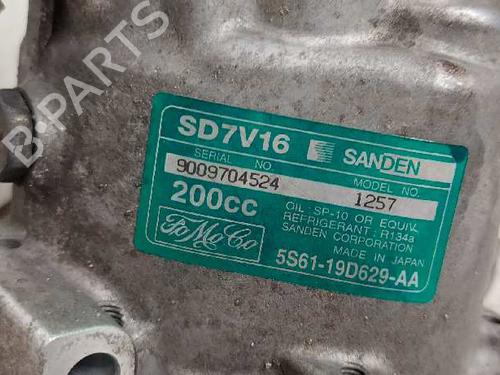 SD7V16 SANDEN
SERIAL NO. MODEL NO.
9009704524 1257
200cc OIL : SP-10 OR EQUIV.
REFRIGERANT : R134a
FoMoCo SANDEN CORPORATION
MADE IN JAPAN
5S61-19D629-AA
B-PARTS